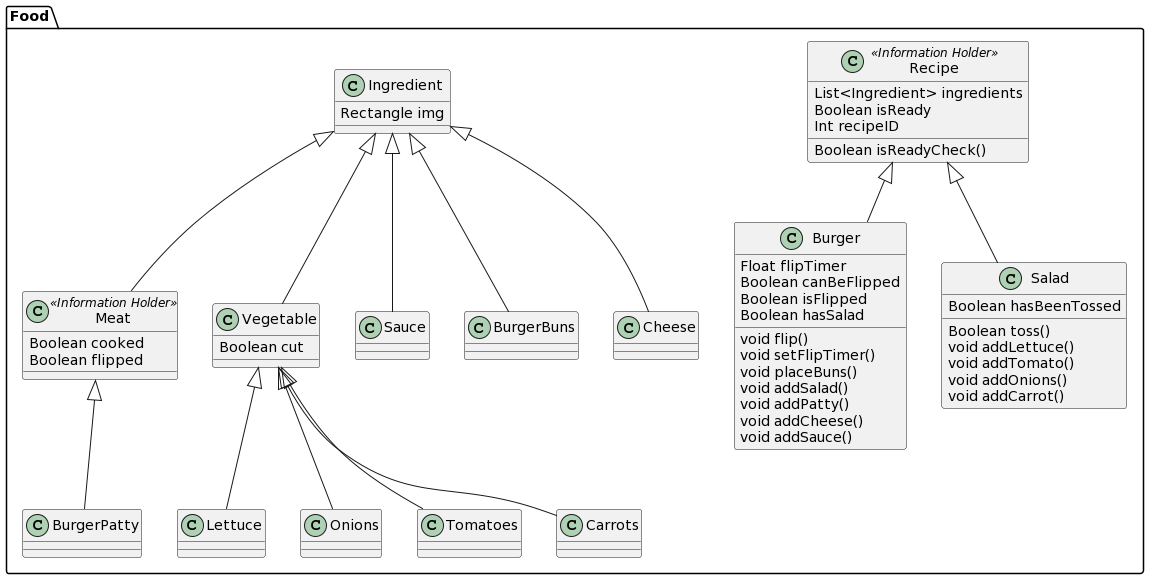 Food
C Ingredient
Rectangle img
«Information Holder»
C Recipe
List<Ingredient> ingredients
Boolean isReady
Int recipeID
Boolean isReadyCheck()
«Information Holder»
C Meat
Boolean cooked
Boolean flipped
C Vegetable
Boolean cut
C Sauce
C BurgerBuns
C Cheese
C Burger
Float flipTimer
Boolean canBeFlipped
Boolean isFlipped
Boolean hasSalad
void flip()
void setFlipTimer()
void placeBuns()
void addSalad()
void addPatty()
void addCheese()
void addSauce()
C Salad
Boolean hasBeenTossed
Boolean toss()
void addLettuce()
void addTomato()
void addOnions()
void addCarrot()
C BurgerPatty
C Lettuce
C Onions
C Tomatoes
C Carrots